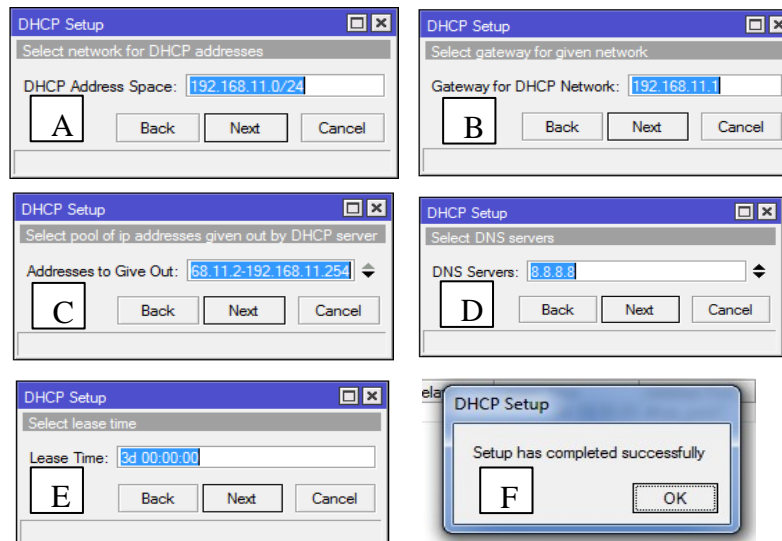 DHCP Setup
Select network for DHCP addresses
DHCP Address Space: 192.168.11.0/24
A
Back Next Cancel
DHCP Setup
Select gateway for given network
Gateway for DHCP Network: 192.168.11.1
B
Back Next Cancel
DHCP Setup
Select pool of ip addresses given out by DHCP server
Addresses to Give Out: 68.11.2-192.168.11.254
C
Back Next Cancel
DHCP Setup
Select DNS servers
DNS Servers: 8.8.8.8
D
Back Next Cancel
DHCP Setup
Select lease time
Lease Time: 3d 00:00:00
E
Back Next Cancel
DHCP Setup
Setup has completed successfully
F
OK